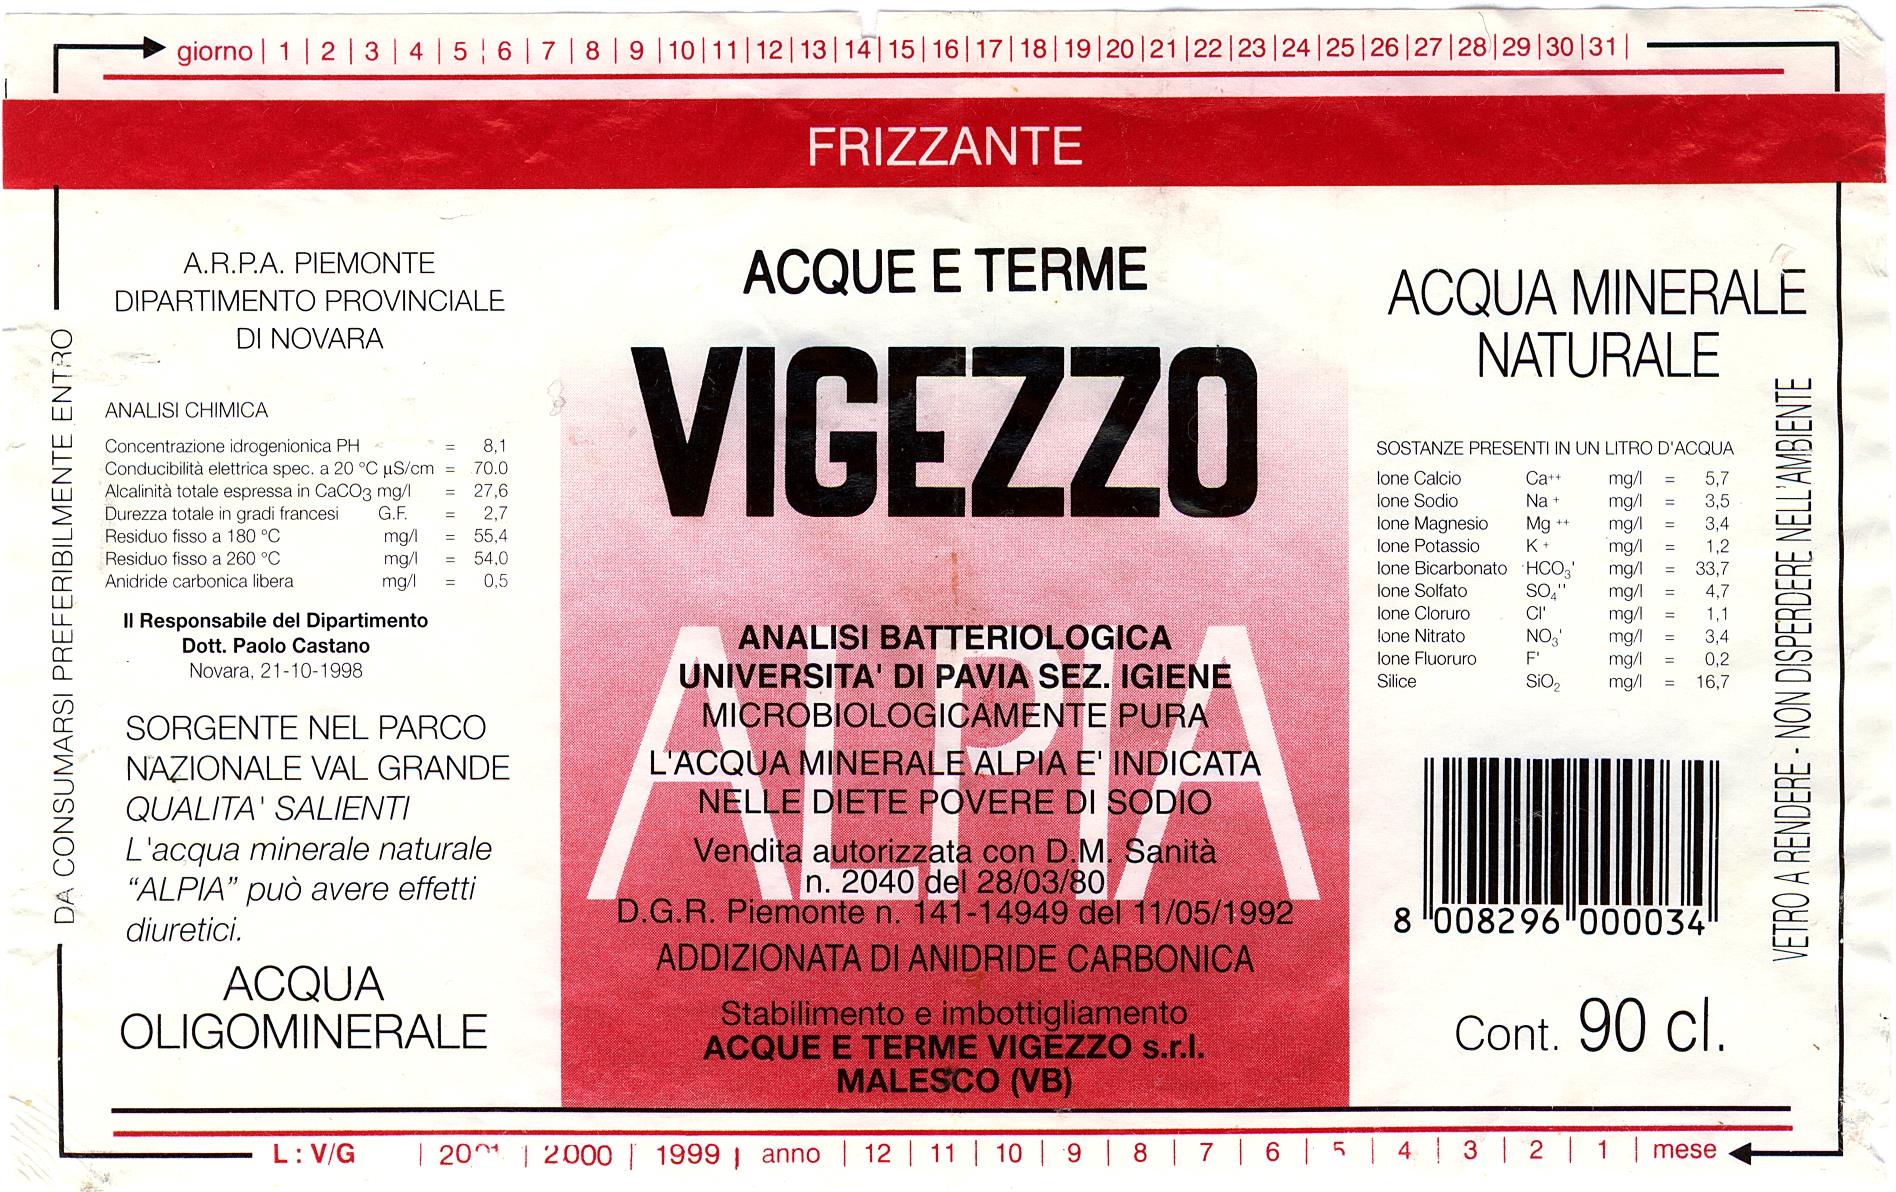 giorno | 1 | 2 | 3 | 4 | 5 | 6 | 7 | 8 | 9 | 10 | 11 | 12 | 13 | 14 | 15 | 16 | 17 | 18 | 19 | 20 | 21 | 22 | 23 | 24 | 25 | 26 | 27 | 28 | 29 | 30 | 31 |
FRIZZANTE
DA CONSUMARSI PREFERIBILMENTE ENTRO
A.R.P.A. PIEMONTE
DIPARTIMENTO PROVINCIALE
DI NOVARA
ANALISI CHIMICA
Concentrazione idrogenionica PH = 8,1
Conducibilità elettrica spec. a 20 °C µS/cm = 70.0
Alcalinità totale espressa in CaCO3 mg/l = 27,6
Durezza totale in gradi francesi G.F. = 2,7
Residuo fisso a 180 °C mg/l = 55,4
Residuo fisso a 260 °C mg/l = 54,0
Anidride carbonica libera mg/l = 0,5
Il Responsabile del Dipartimento
Dott. Paolo Castano
Novara, 21-10-1998
SORGENTE NEL PARCO
NAZIONALE VAL GRANDE
QUALITA' SALIENTI
L'acqua minerale naturale
“ALPIA” può avere effetti
diuretici.
ACQUA
OLIGOMINERALE
ACQUE E TERME
VIGEZZO
ALPIA
ANALISI BATTERIOLOGICA
UNIVERSITA' DI PAVIA SEZ. IGIENE
MICROBIOLOGICAMENTE PURA
L'ACQUA MINERALE ALPIA E' INDICATA
NELLE DIETE POVERE DI SODIO
Vendita autorizzata con D.M. Sanità
n. 2040 del 28/03/80
D.G.R. Piemonte n. 141-14949 del 11/05/1992
ADDIZIONATA DI ANIDRIDE CARBONICA
Stabilimento e imbottigliamento
ACQUE E TERME VIGEZZO s.r.l.
MALESCO (VB)
ACQUA MINERALE
NATURALE
SOSTANZE PRESENTI IN UN LITRO D'ACQUA
Ione Calcio Ca++ mg/l = 5,7
Ione Sodio Na+ mg/l = 3,5
Ione Magnesio Mg++ mg/l = 3,4
Ione Potassio K+ mg/l = 1,2
Ione Bicarbonato HCO3' mg/l = 33,7
Ione Solfato SO4'' mg/l = 4,7
Ione Cloruro Cl' mg/l = 1,1
Ione Nitrato NO3' mg/l = 3,4
Ione Fluoruro F' mg/l = 0,2
Silice SiO2 mg/l = 16,7
8 008296 000034
Cont. 90 cl.
VETRO A RENDERE - NON DISPERDERE NELL'AMBIENTE
L : V/G | | 2000 | 1999 | anno | 12 | 11 | 10 | 9 | 8 | 7 | 6 | 5 | 4 | 3 | 2 | 1 | mese